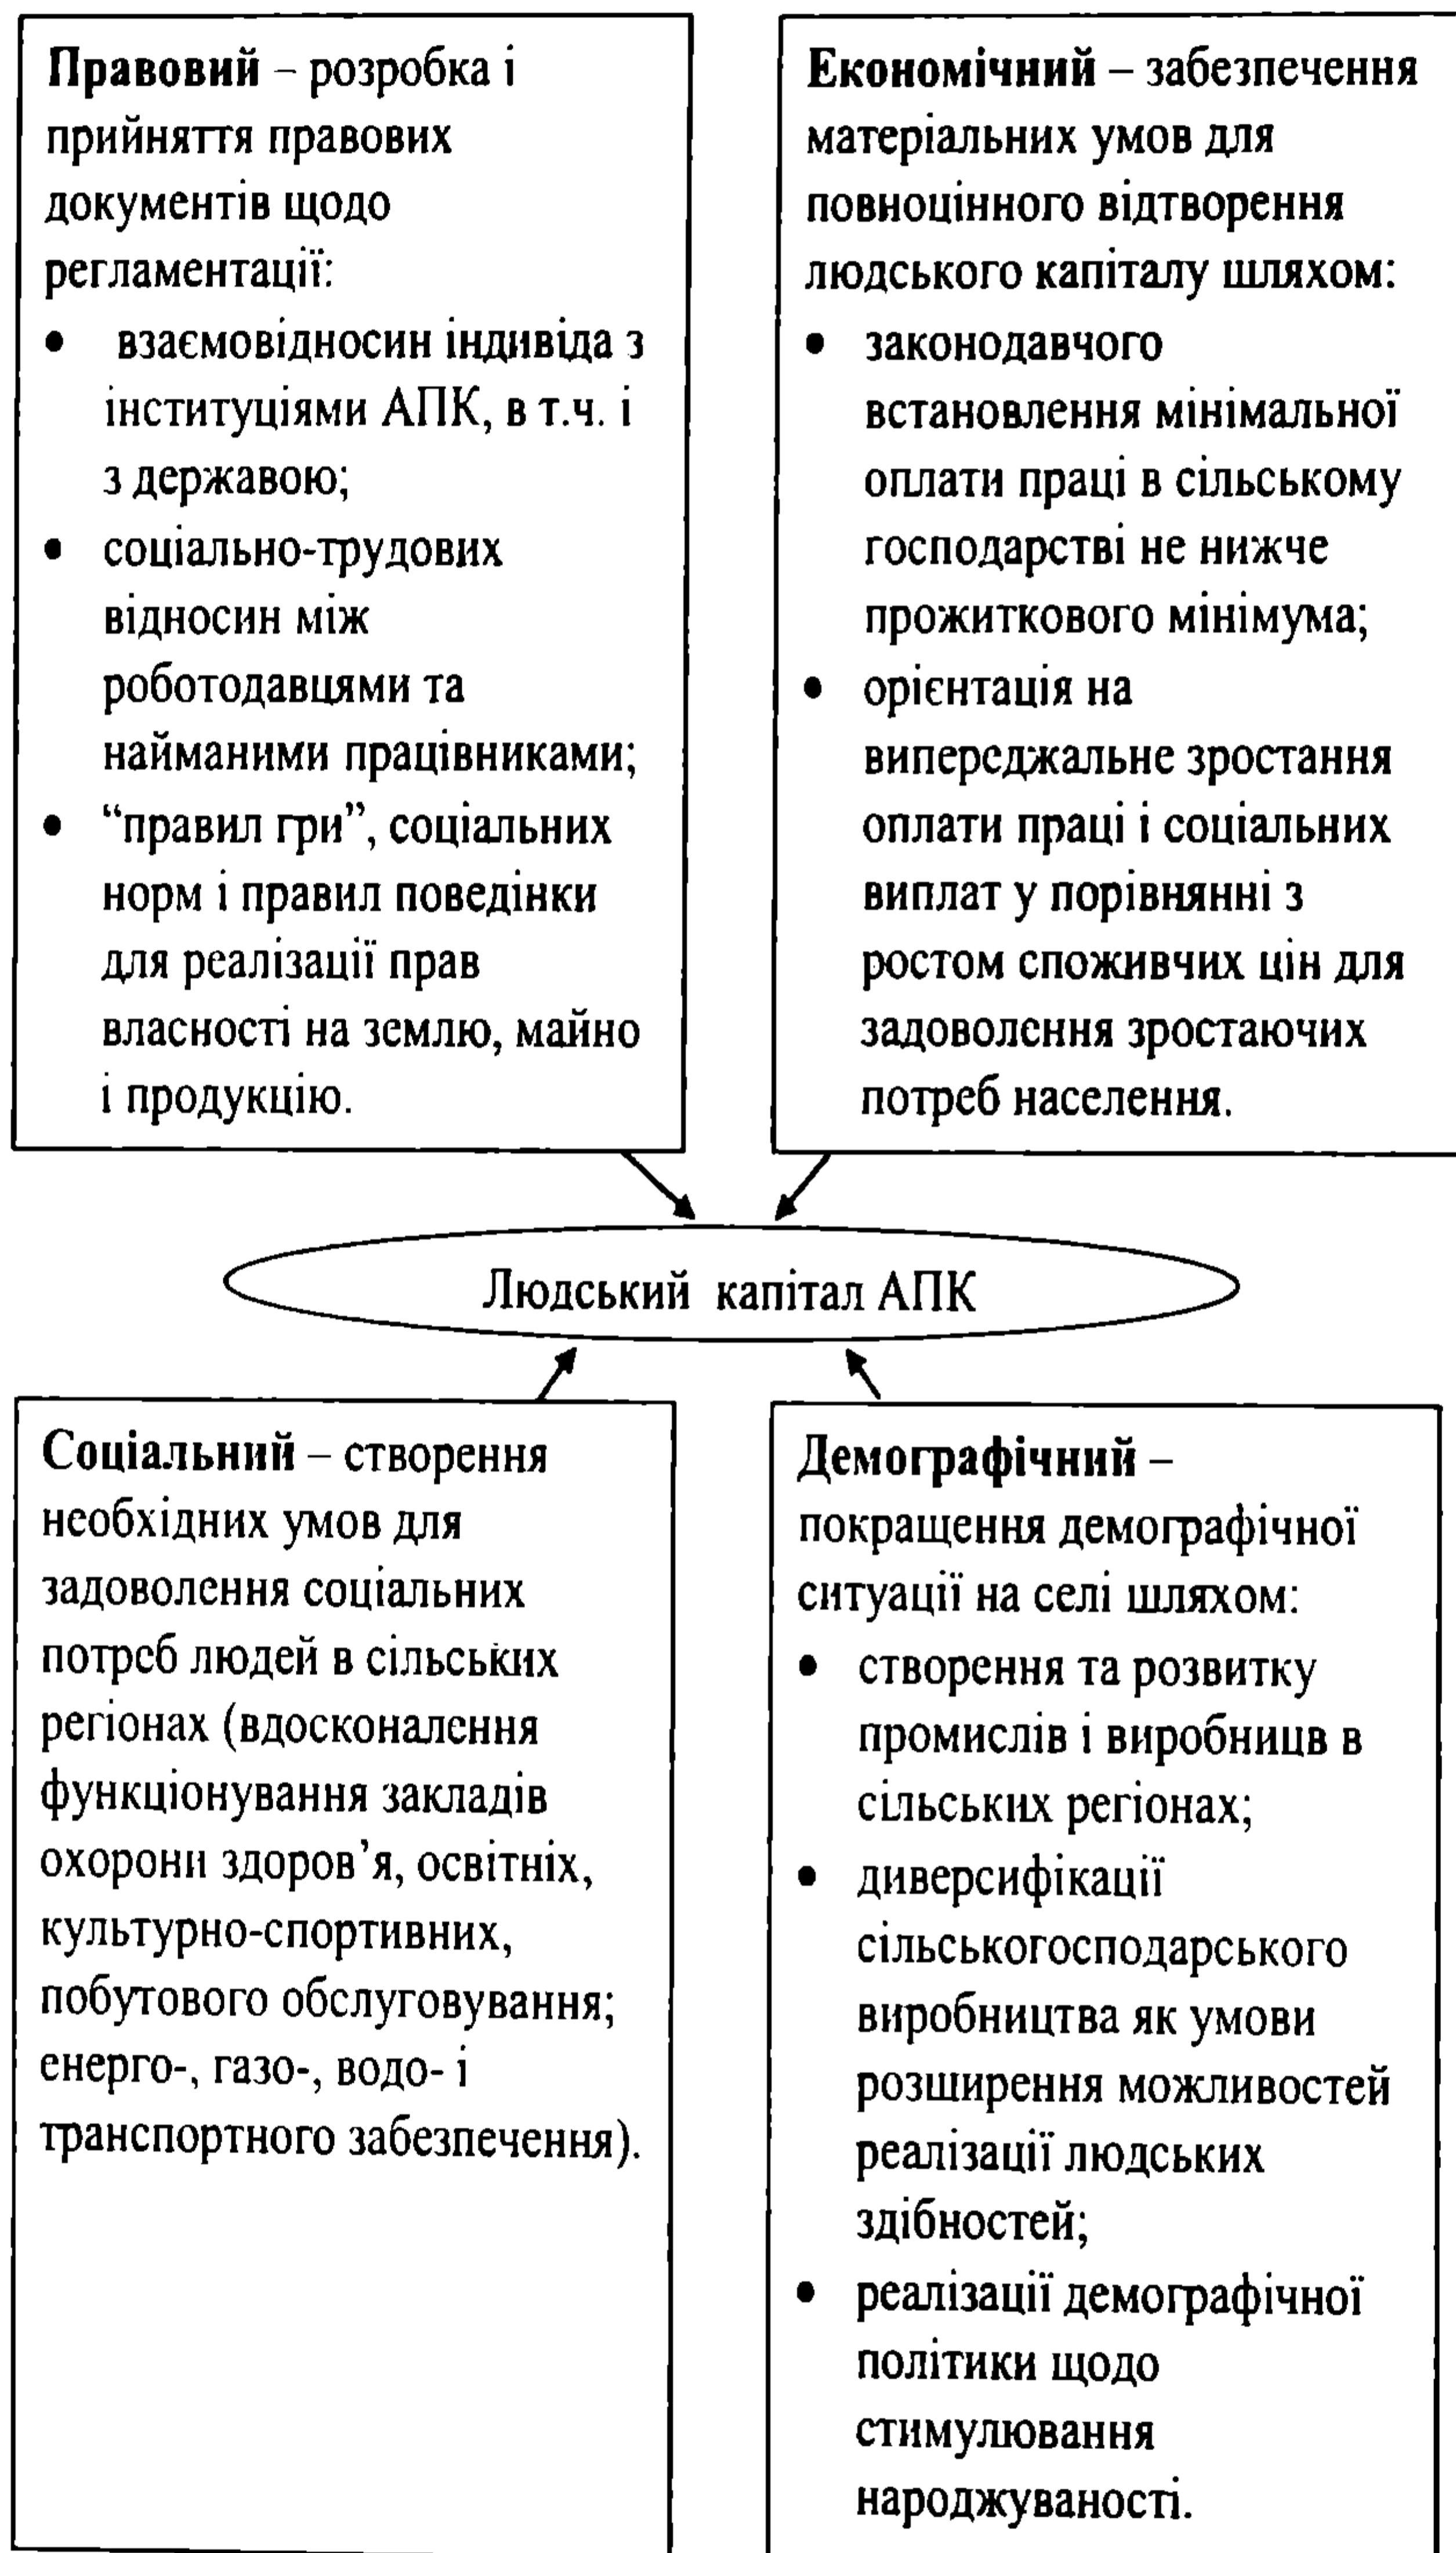 Правовий – розробка і
прийняття правових
документів щодо
регламентації:
• взаємовідносин індивіда з
інституціями АПК, в т.ч. і
з державою;
• соціально-трудових
відносин між
роботодавцями та
найманими працівниками;
• “правил гри”, соціальних
норм і правил поведінки
для реалізації прав
власності на землю, майно
і продукцію.
Економічний – забезпечення
матеріальних умов для
повноцінного відтворення
людського капіталу шляхом:
• законодавчого
встановлення мінімальної
оплати праці в сільському
господарстві не нижче
прожиткового мінімума;
• орієнтація на
випереджальне зростання
оплати праці і соціальних
виплат у порівнянні з
ростом споживчих цін для
задоволення зростаючих
потреб населення.
Людський капітал АПК
Соціальний – створення
необхідних умов для
задоволення соціальних
потреб людей в сільських
регіонах (вдосконалення
функціонування закладів
охорони здоров’я, освітніх,
культурно-спортивних,
побутового обслуговування;
енерго-, газо-, водо- і
транспортного забезпечення).
Демографічний –
покращення демографічної
ситуації на селі шляхом:
• створення та розвитку
промислів і виробницв в
сільських регіонах;
• диверсифікації
сільськогосподарського
виробництва як умови
розширення можливостей
реалізації людських
здібностей;
• реалізації демографічної
політики щодо
стимулювання
народжуваності.